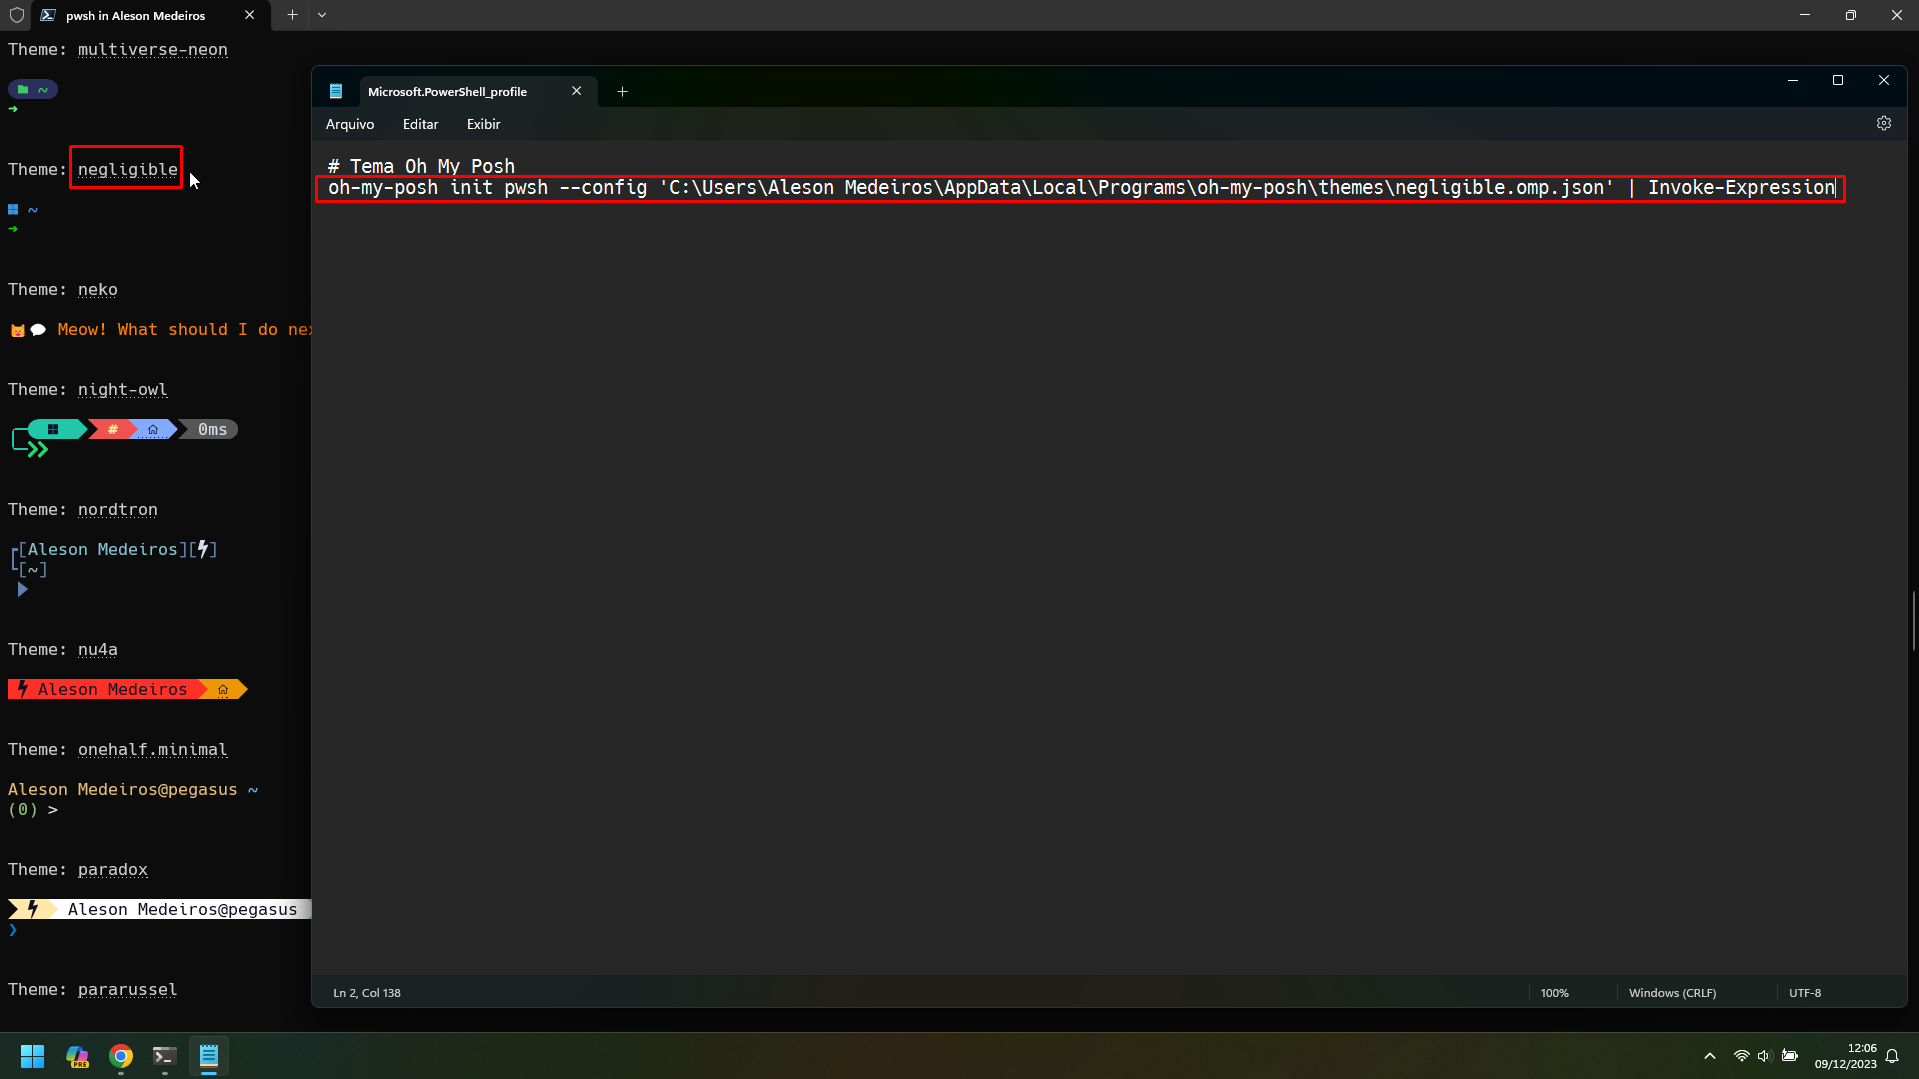 pwsh in Aleson Medeiros
Theme: multiverse-neon
~
Theme: negligible
~
Theme: neko
Meow! What should I do nex
Theme: night-owl
# 0ms
Theme: nordtron
[Aleson Medeiros][⚡]
[~]
Theme: nu4a
Aleson Medeiros
Theme: onehalf.minimal
Aleson Medeiros@pegasus ~
(0) >
Theme: paradox
Aleson Medeiros@pegasus
❯
Theme: pararussel
Microsoft.PowerShell_profile
Arquivo Editar Exibir
# Tema Oh My Posh
oh-my-posh init pwsh --config 'C:\Users\Aleson Medeiros\AppData\Local\Programs\oh-my-posh\themes\negligible.omp.json' | Invoke-Expression
Ln 2, Col 138 100% Windows (CRLF) UTF-8
PRE
12:06
09/12/2023